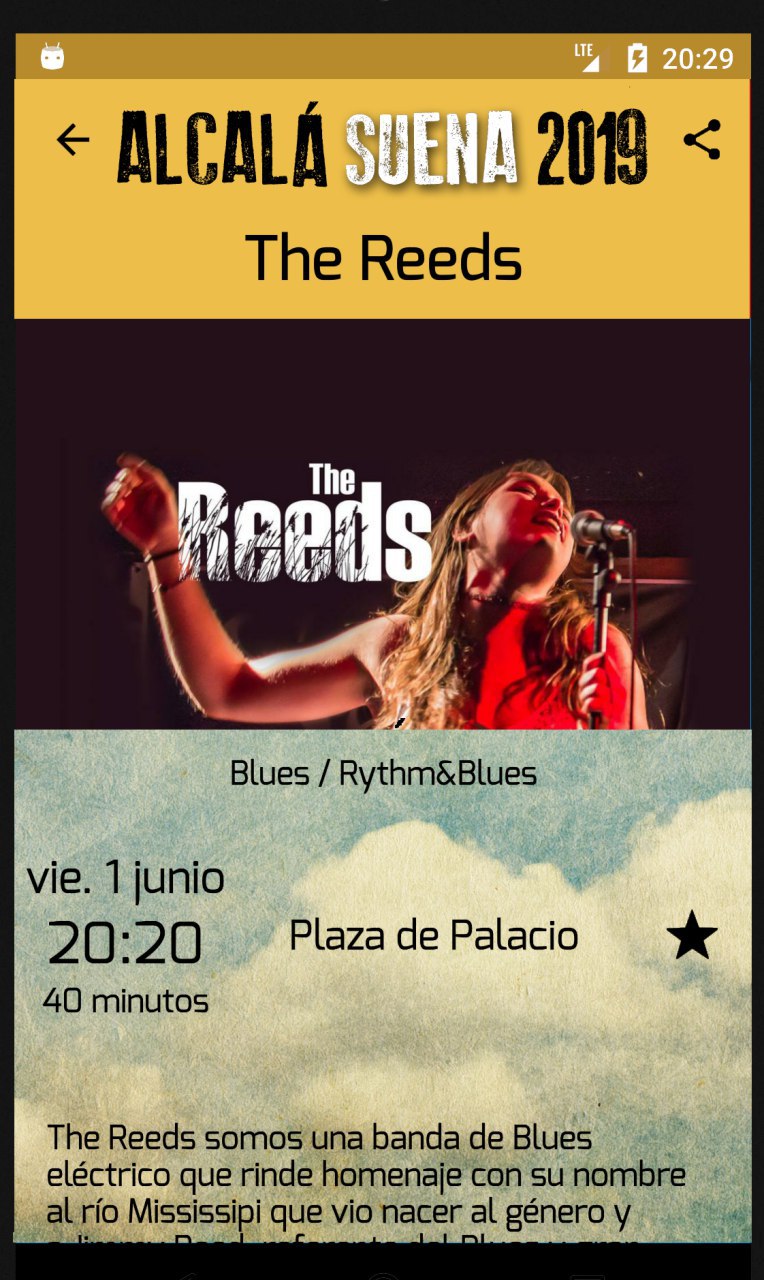 LTE 20:29
ALCALÁ SUENA 2019
The Reeds
The
Reeds
Blues / Rythm&Blues
vie. 1 junio
20:20
Plaza de Palacio
40 minutos
The Reeds somos una banda de Blues
eléctrico que rinde homenaje con su nombre
al río Mississipi que vio nacer al género y